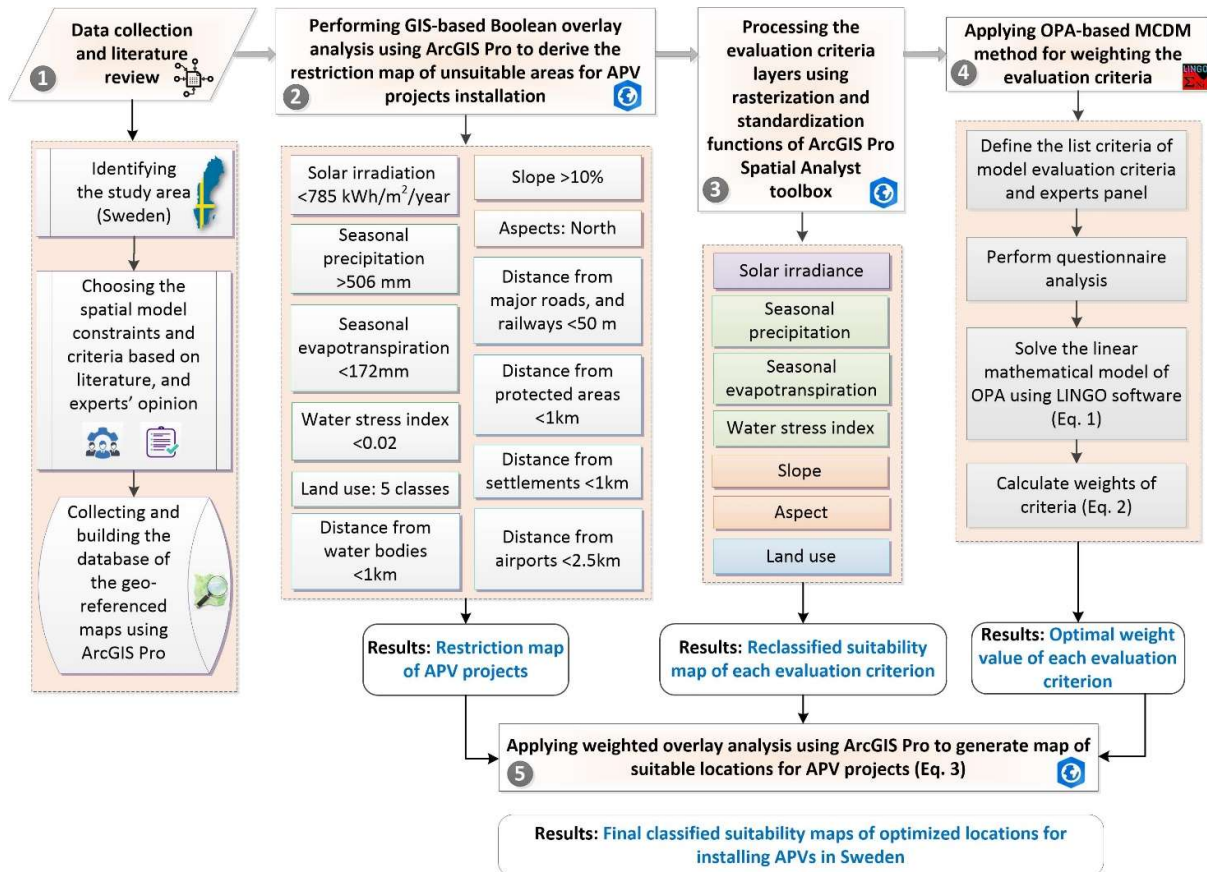 Data collection
and literature
review
1
Identifying
the study area
(Sweden)
Choosing the
spatial model
constraints and
criteria based on
literature, and
experts' opinion
Collecting and
building the
database of
the geo-
referenced
maps using
ArcGIS Pro
Performing GIS-based Boolean overlay
analysis using ArcGIS Pro to derive the
restriction map of unsuitable areas for APV
projects installation
2
Solar irradiation
<785 kWh/m²/year
Seasonal
precipitation
>506 mm
Seasonal
evapotranspiration
<172mm
Water stress index
<0.02
Land use: 5 classes
Distance from
water bodies
<1km
Slope >10%
Aspects: North
Distance from
major roads, and
railways <50 m
Distance from
protected areas
<1km
Distance from
settlements <1km
Distance from
airports <2.5km
Results: Restriction map
of APV projects
Processing the
evaluation criteria
layers using
rasterization and
standardization
functions of ArcGIS Pro
Spatial Analyst
toolbox
3
Solar irradiance
Seasonal
precipitation
Seasonal
evapotranspiration
Water stress index
Slope
Aspect
Land use
Results: Reclassified suitability
map of each evaluation criterion
Applying OPA-based MCDM
method for weighting the
evaluation criteria
4
LINGO
Define the list criteria of
model evaluation criteria
and experts panel
Perform questionnaire
analysis
Solve the linear
mathematical model of
OPA using LINGO software
(Eq. 1)
Calculate weights of
criteria (Eq. 2)
Results: Optimal weight
value of each evaluation
criterion
Applying weighted overlay analysis using ArcGIS Pro to generate map of
suitable locations for APV projects (Eq. 3)
5
Results: Final classified suitability maps of optimized locations for
installing APVs in Sweden